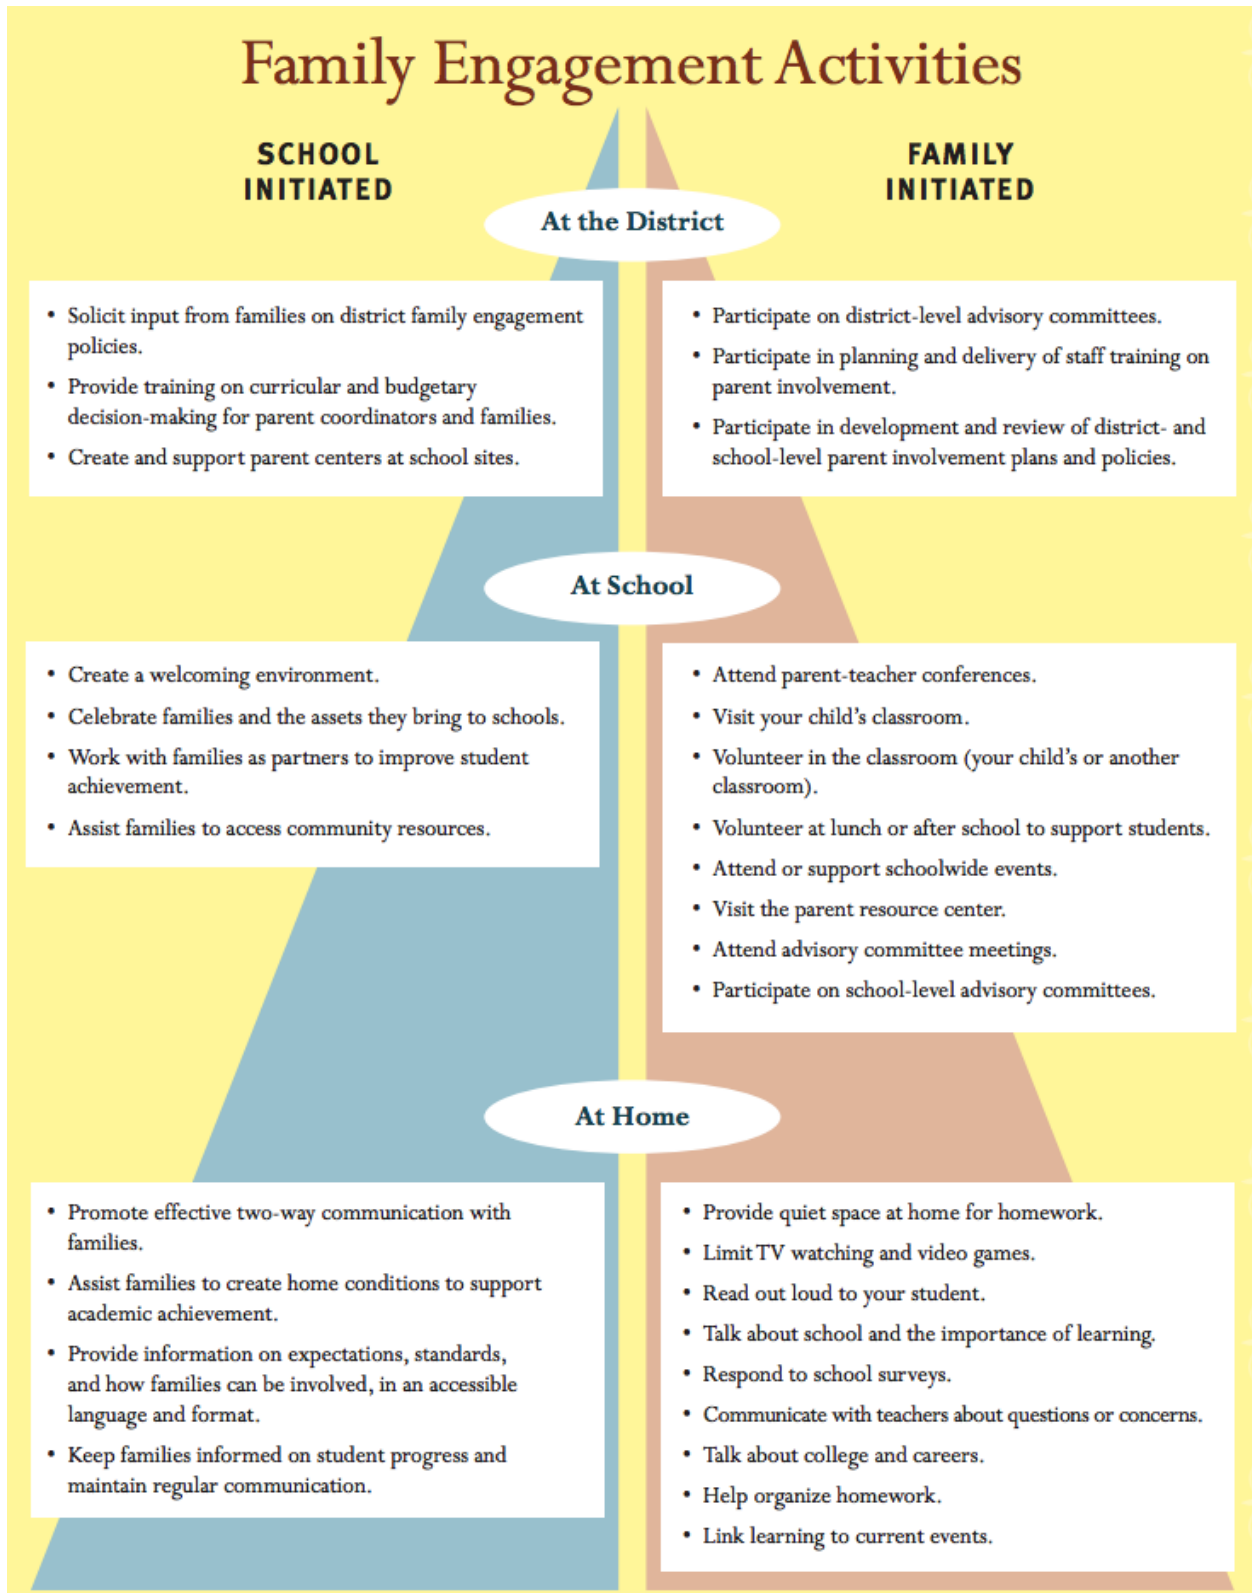 Family Engagement Activities
SCHOOL
INITIATED
FAMILY
INITIATED
At the District
• Solicit input from families on district family engagement
policies.
• Provide training on curricular and budgetary
decision-making for parent coordinators and families.
• Create and support parent centers at school sites.
• Participate on district-level advisory committees.
• Participate in planning and delivery of staff training on
parent involvement.
• Participate in development and review of district- and
school-level parent involvement plans and policies.
At School
• Create a welcoming environment.
• Celebrate families and the assets they bring to schools.
• Work with families as partners to improve student
achievement.
• Assist families to access community resources.
• Attend parent-teacher conferences.
• Visit your child's classroom.
• Volunteer in the classroom (your child's or another
classroom).
• Volunteer at lunch or after school to support students.
• Attend or support schoolwide events.
• Visit the parent resource center.
• Attend advisory committee meetings.
• Participate on school-level advisory committees.
At Home
• Promote effective two-way communication with
families.
• Assist families to create home conditions to support
academic achievement.
• Provide information on expectations, standards,
and how families can be involved, in an accessible
language and format.
• Keep families informed on student progress and
maintain regular communication.
• Provide quiet space at home for homework.
• Limit TV watching and video games.
• Read out loud to your student.
• Talk about school and the importance of learning.
• Respond to school surveys.
• Communicate with teachers about questions or concerns.
• Talk about college and careers.
• Help organize homework.
• Link learning to current events.